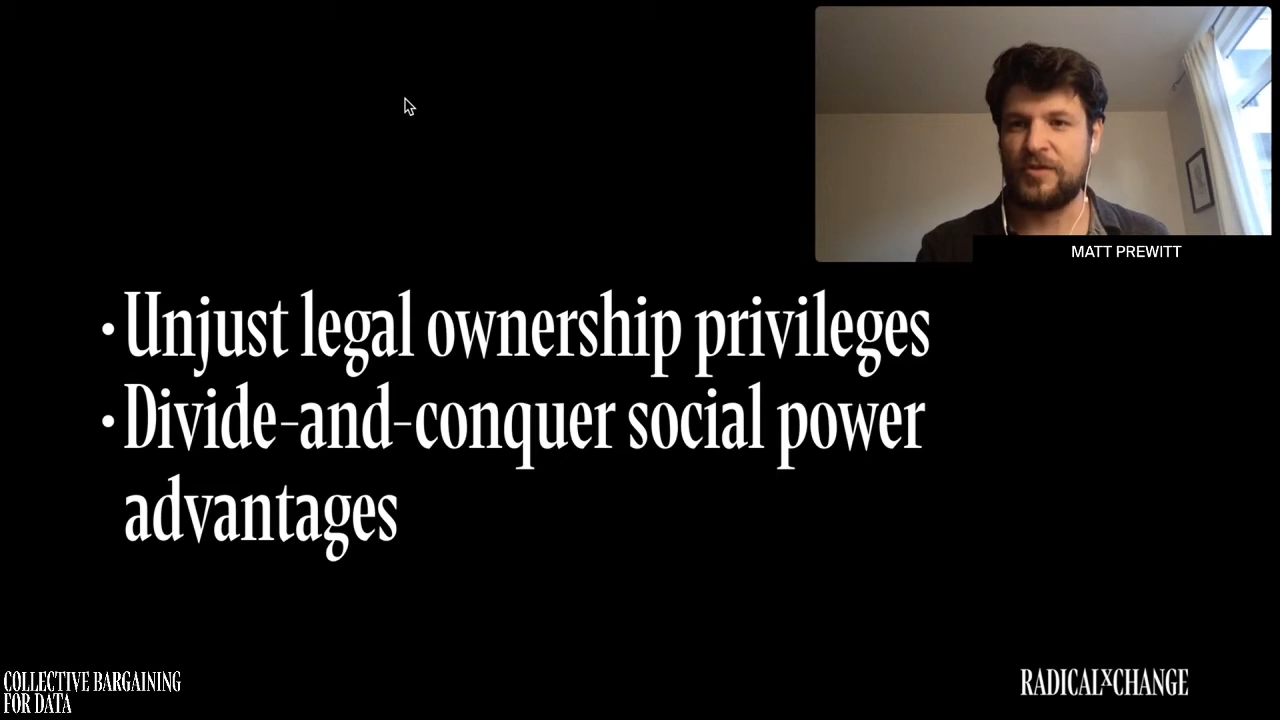 MATT PREWITT
· Unjust legal ownership privileges
· Divide-and-conquer social power
advantages
COLLECTIVE BARGAINING
FOR DATA
RADICALXCHANGE